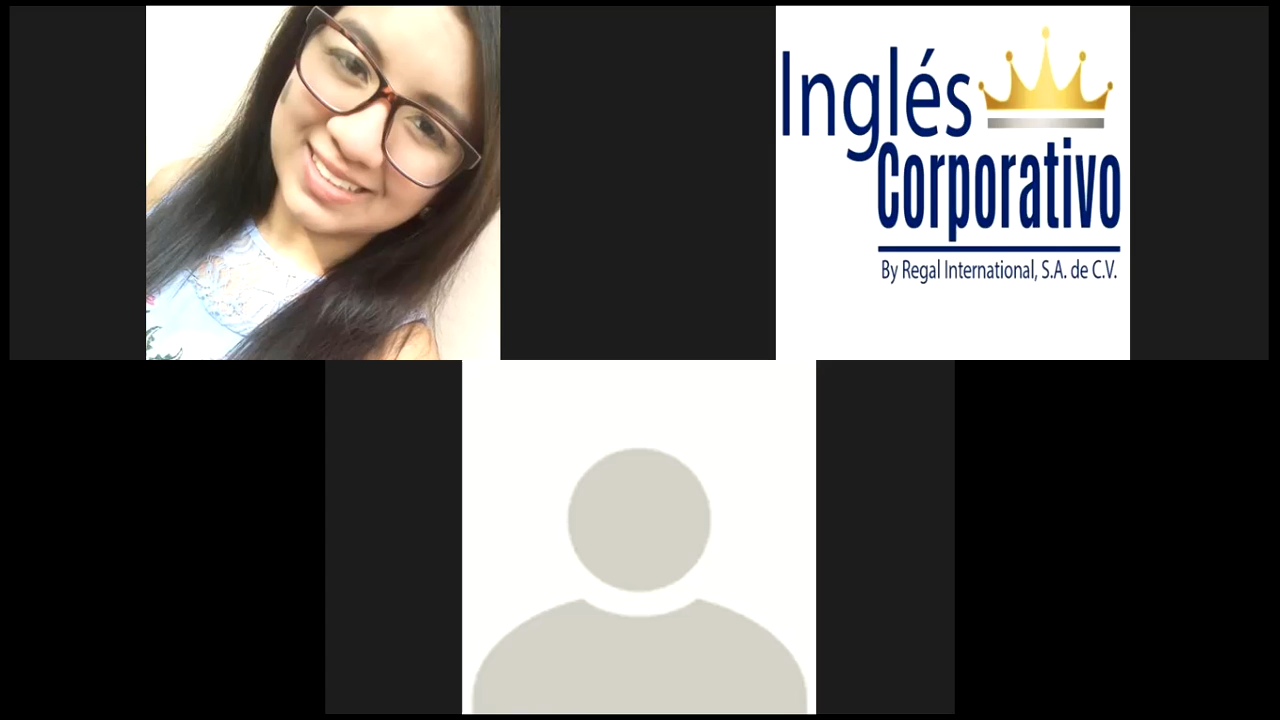 Inglés
Corporativo
By Regal International, S.A. de C.V.